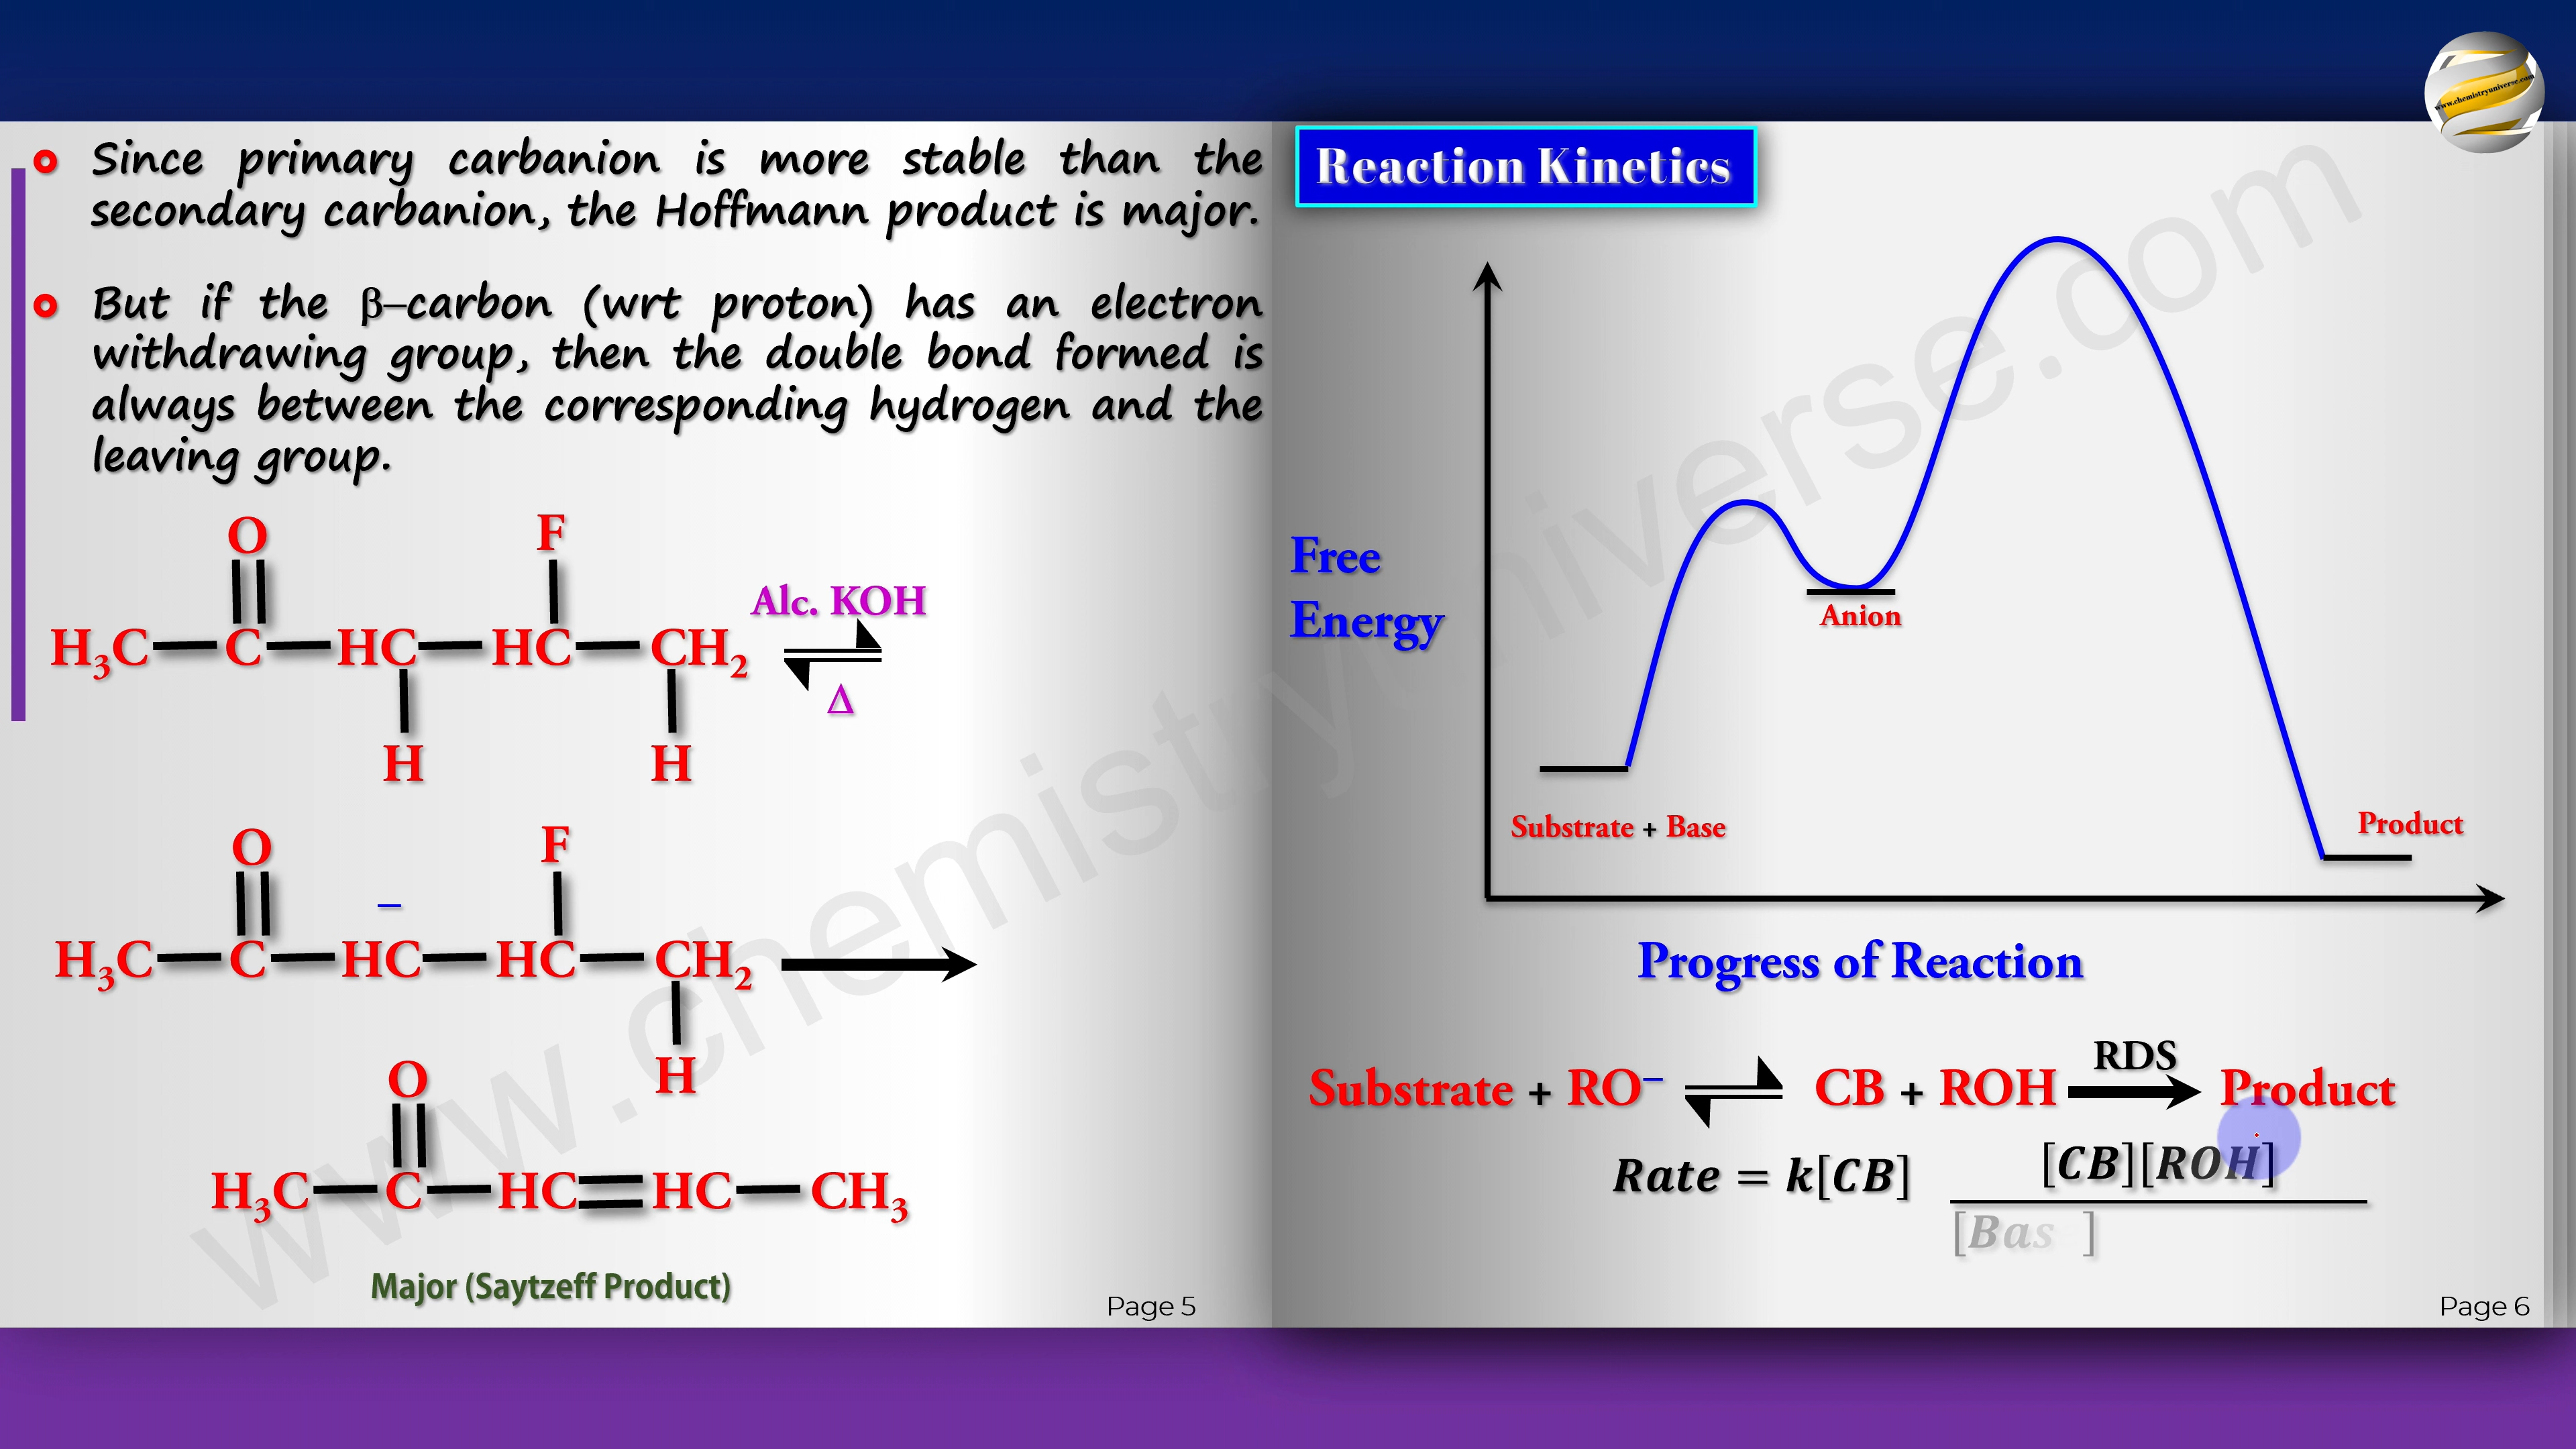 Since primary carbanion is more stable than the
secondary carbanion, the Hoffmann product is major.
But if the β–carbon (wrt proton) has an electron
withdrawing group, then the double bond formed is
always between the corresponding hydrogen and the
leaving group.
O F
H₃C C HC HC CH₂
H H
Alc. KOH
Δ
O F
–
H₃C C HC HC CH₂
H
O
H₃C C HC HC CH₃
Major (Saytzeff Product)
Page 5
www.chemistryuniverse.com
Reaction Kinetics
Free
Energy
Anion
Substrate + Base
Product
Progress of Reaction
RDS
Substrate + RO⁻ ⇌ CB + ROH → Product
Rate = k[CB] [CB][ROH]
[Bas ]
Page 6
www.chemistryuniverse.com